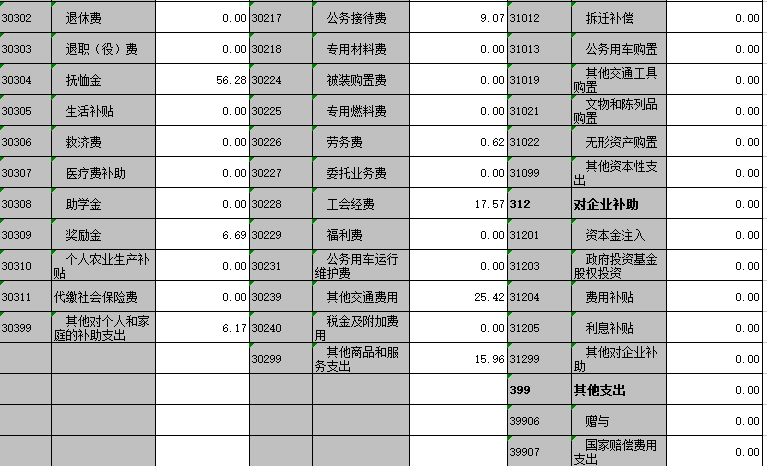 30302 退休费 0.00 30217 公务接待费 9.07 31012 拆迁补偿 0.00
30303 退职（役）费 0.00 30218 专用材料费 0.00 31013 公务用车购置 0.00
30304 抚恤金 56.28 30224 被装购置费 0.00 31019 其他交通工具购置 0.00
30305 生活补贴 0.00 30225 专用燃料费 0.00 31021 文物和陈列品购置 0.00
30306 救济费 0.00 30226 劳务费 0.62 31022 无形资产购置 0.00
30307 医疗费补助 0.00 30227 委托业务费 0.00 31099 其他资本性支出 0.00
30308 助学金 0.00 30228 工会经费 17.57 312 对企业补助 0.00
30309 奖励金 6.69 30229 福利费 0.00 31201 资本金注入 0.00
30310 个人农业生产补贴 0.00 30231 公务用车运行维护费 0.00 31203 政府投资基金股权投资 0.00
30311 代缴社会保险费 0.00 30239 其他交通费用 25.42 31204 费用补贴 0.00
30399 其他对个人和家庭的补助支出 6.17 30240 税金及附加费用 0.00 31205 利息补贴 0.00
30299 其他商品和服务支出 15.96 31299 其他对企业补助 0.00
399 其他支出 0.00
39906 赠与 0.00
39907 国家赔偿费用支出 0.00